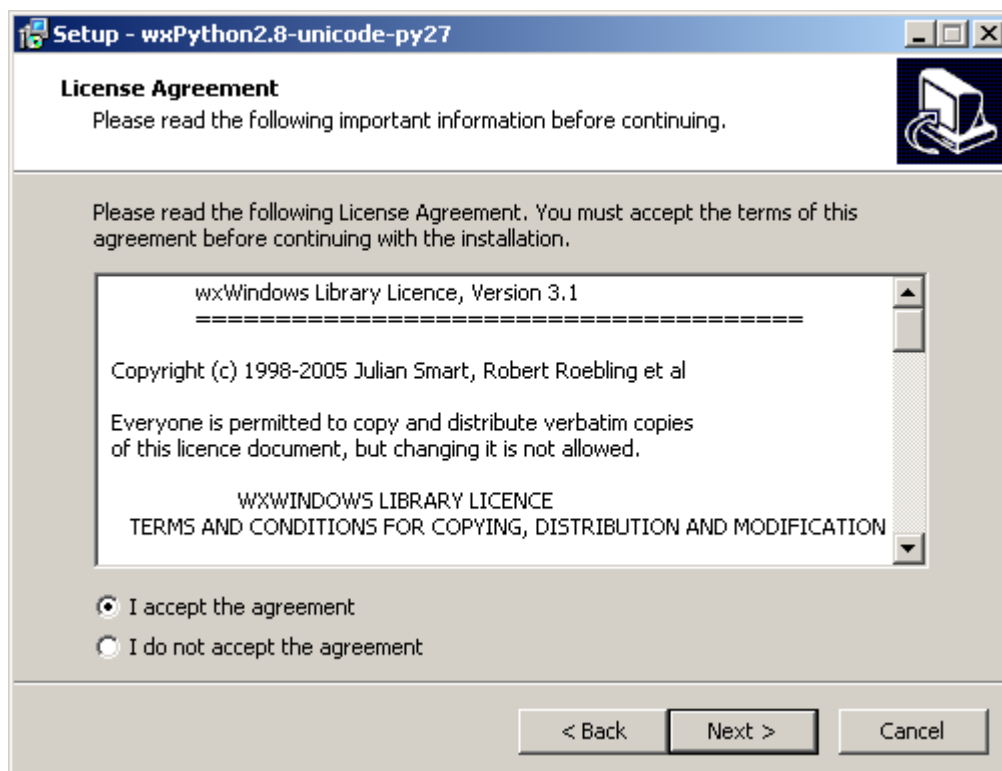 Setup - wxPython2.8-unicode-py27
License Agreement
Please read the following important information before continuing.
Please read the following License Agreement. You must accept the terms of this
agreement before continuing with the installation.
wxWindows Library Licence, Version 3.1
======================================
Copyright (c) 1998-2005 Julian Smart, Robert Roebling et al
Everyone is permitted to copy and distribute verbatim copies
of this licence document, but changing it is not allowed.
WXWINDOWS LIBRARY LICENCE
TERMS AND CONDITIONS FOR COPYING, DISTRIBUTION AND MODIFICATION
I accept the agreement
I do not accept the agreement
< Back Next > Cancel